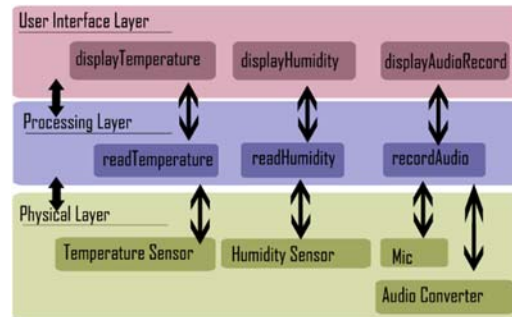 User Interface Layer
displayTemperature displayHumidity displayAudioRecord
Processing Layer
readTemperature readHumidity recordAudio
Physical Layer
Temperature Sensor Humidity Sensor Mic
Audio Converter